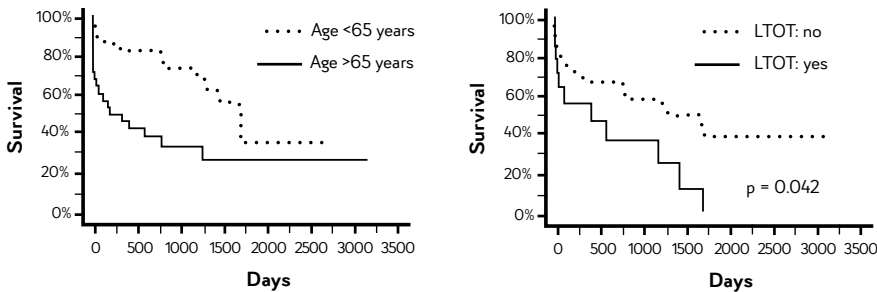 100%
80%
60%
40%
20%
0%
Survival
Age <65 years
Age >65 years
0 500 1000 1500 2000 2500 3000 3500
Days
100%
80%
60%
40%
20%
0%
Survival
LTOT: no
LTOT: yes
p = 0.042
0 500 1000 1500 2000 2500 3000 3500
Days